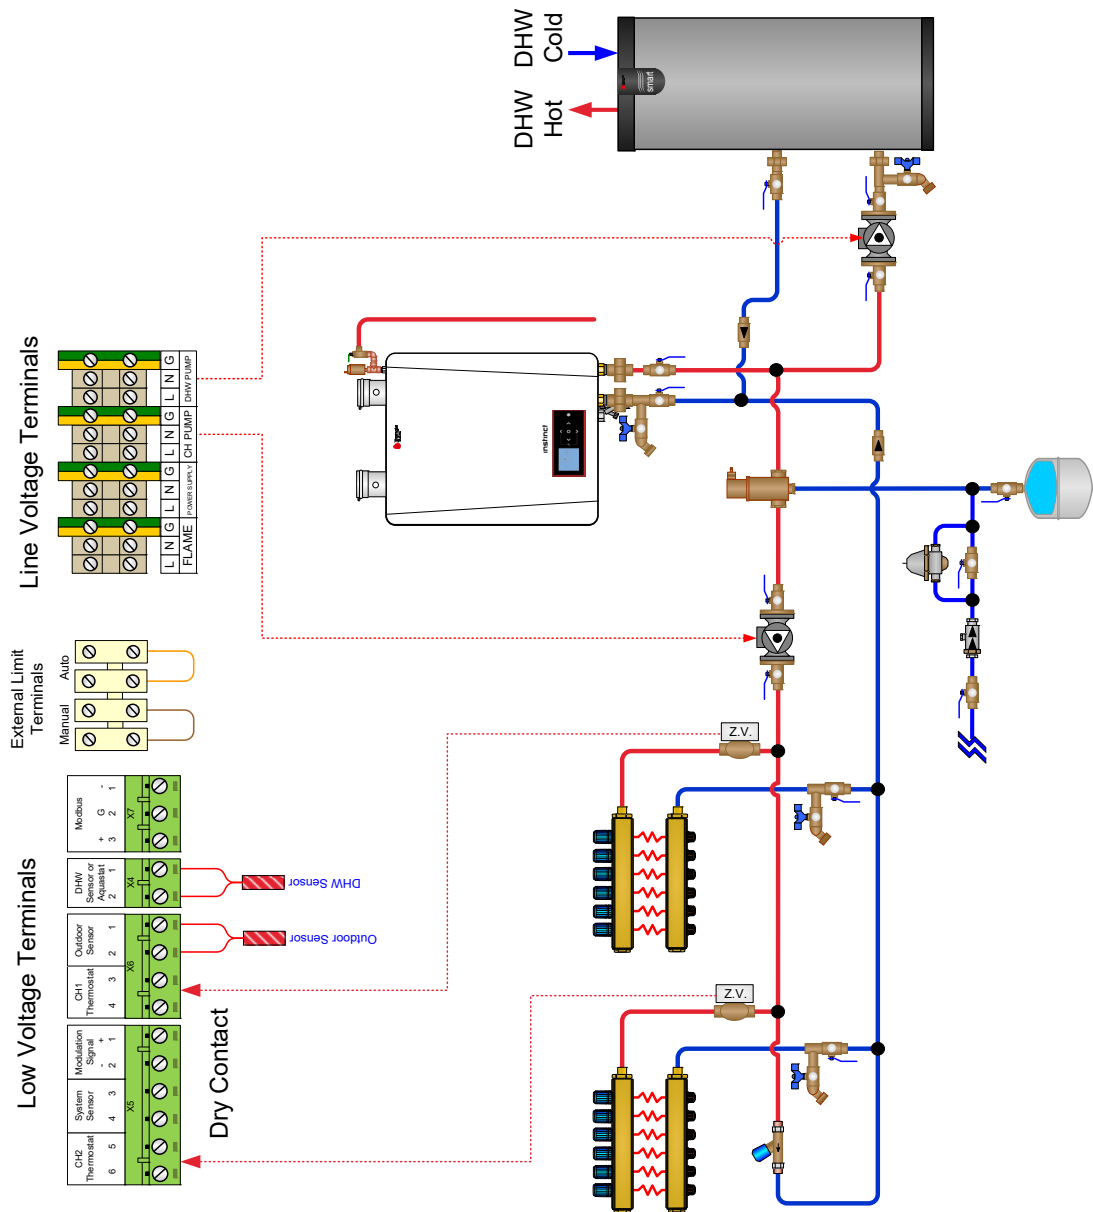 DHW
Cold
DHW
Hot
smart
Line Voltage Terminals
L N G
DHW PUMP
L N G
CH PUMP
L N G
POWER SUPPLY
L N G
FLAME
instinct
External Limit
Terminals
Manual
Auto
Low Voltage Terminals
Modbus
+ G -
3 2 1
X7
DHW
Sensor or
Aquastat
2 1
X4
DHW Sensor
Outdoor
Sensor
2 1
X6
Outdoor Sensor
CH1
Thermostat
4 3
Modulation
Signal
- +
2 1
System
Sensor
4 3
X5
CH2
Thermostat
6 5
Dry Contact
Z.V.
Z.V.